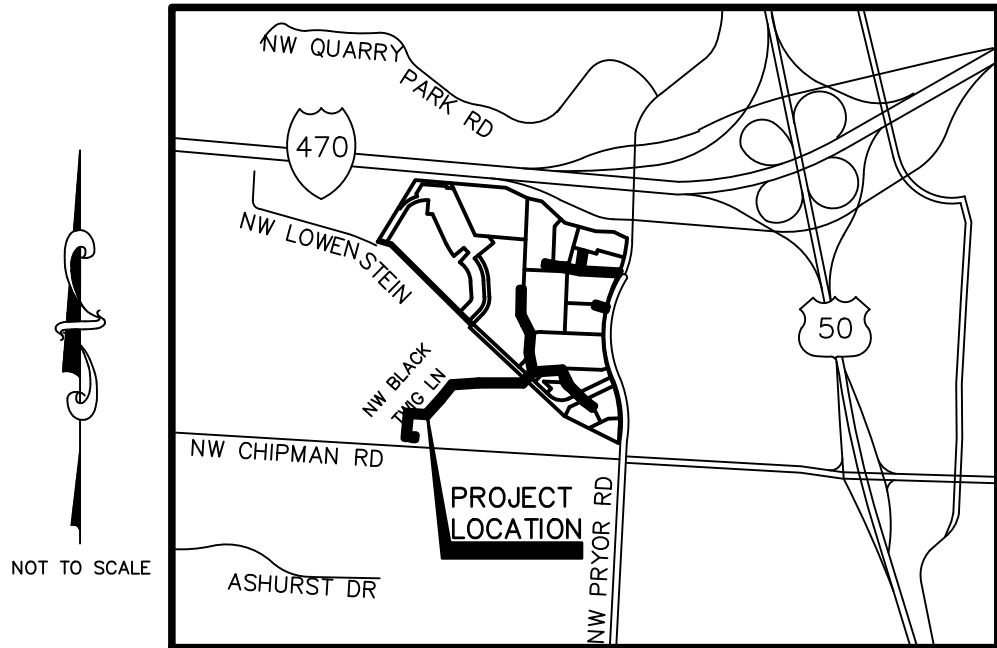 NW QUARRY
PARK RD
470
NW LOWENSTEIN
50
NW BLACK
TWIG LN
NW CHIPMAN RD
PROJECT
LOCATION
NW PRYOR RD
NOT TO SCALE
ASHURST DR